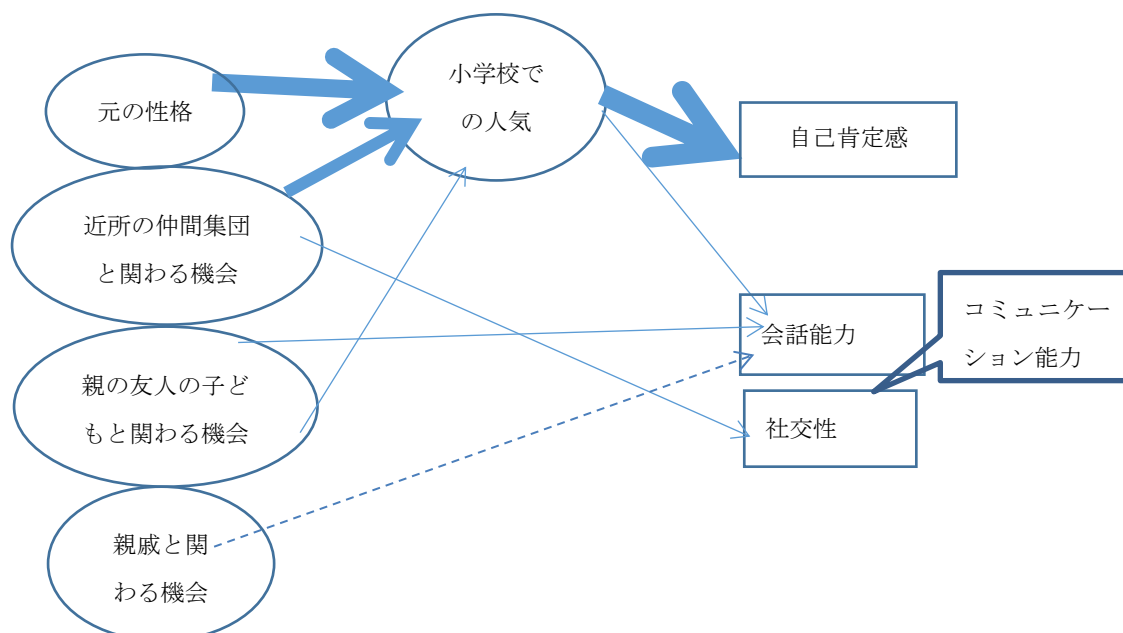 小学校で
の人気
元の性格
自己肯定感
近所の仲間集団
と関わる機会
コミュニケー
ション能力
会話能力
親の友人の子ど
もと関わる機会
社交性
親戚と関
わる機会